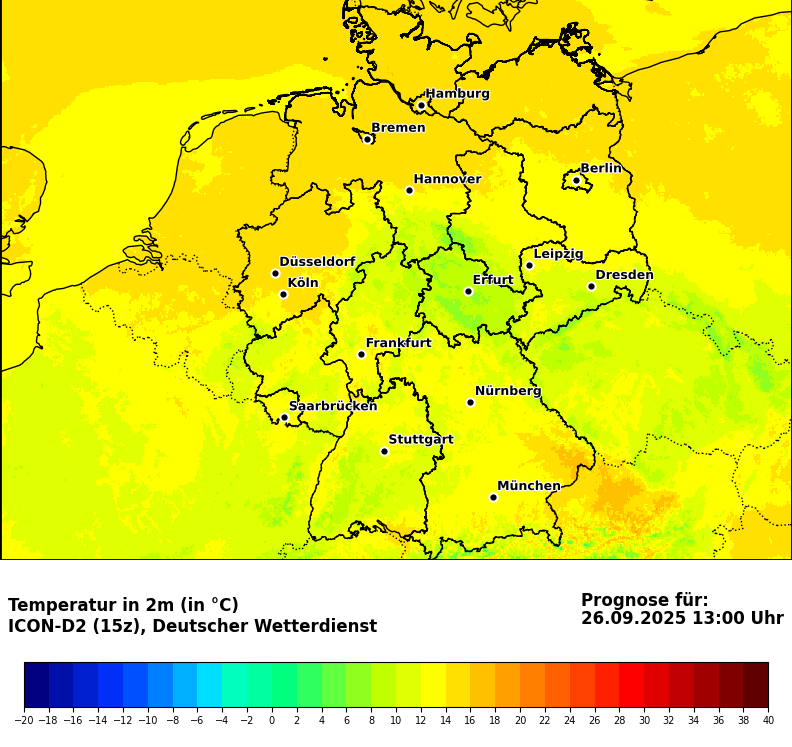 Hamburg
Bremen
Berlin
Hannover
Leipzig
Düsseldorf
Dresden
Köln
Erfurt
Frankfurt
Nürnberg
Saarbrücken
Stuttgart
München
Temperatur in 2m (in °C)
ICON-D2 (15z), Deutscher Wetterdienst
Prognose für:
26.09.2025 13:00 Uhr
−20 −18 −16 −14 −12 −10 −8 −6 −4 −2 0 2 4 6 8 10 12 14 16 18 20 22 24 26 28 30 32 34 36 38 40